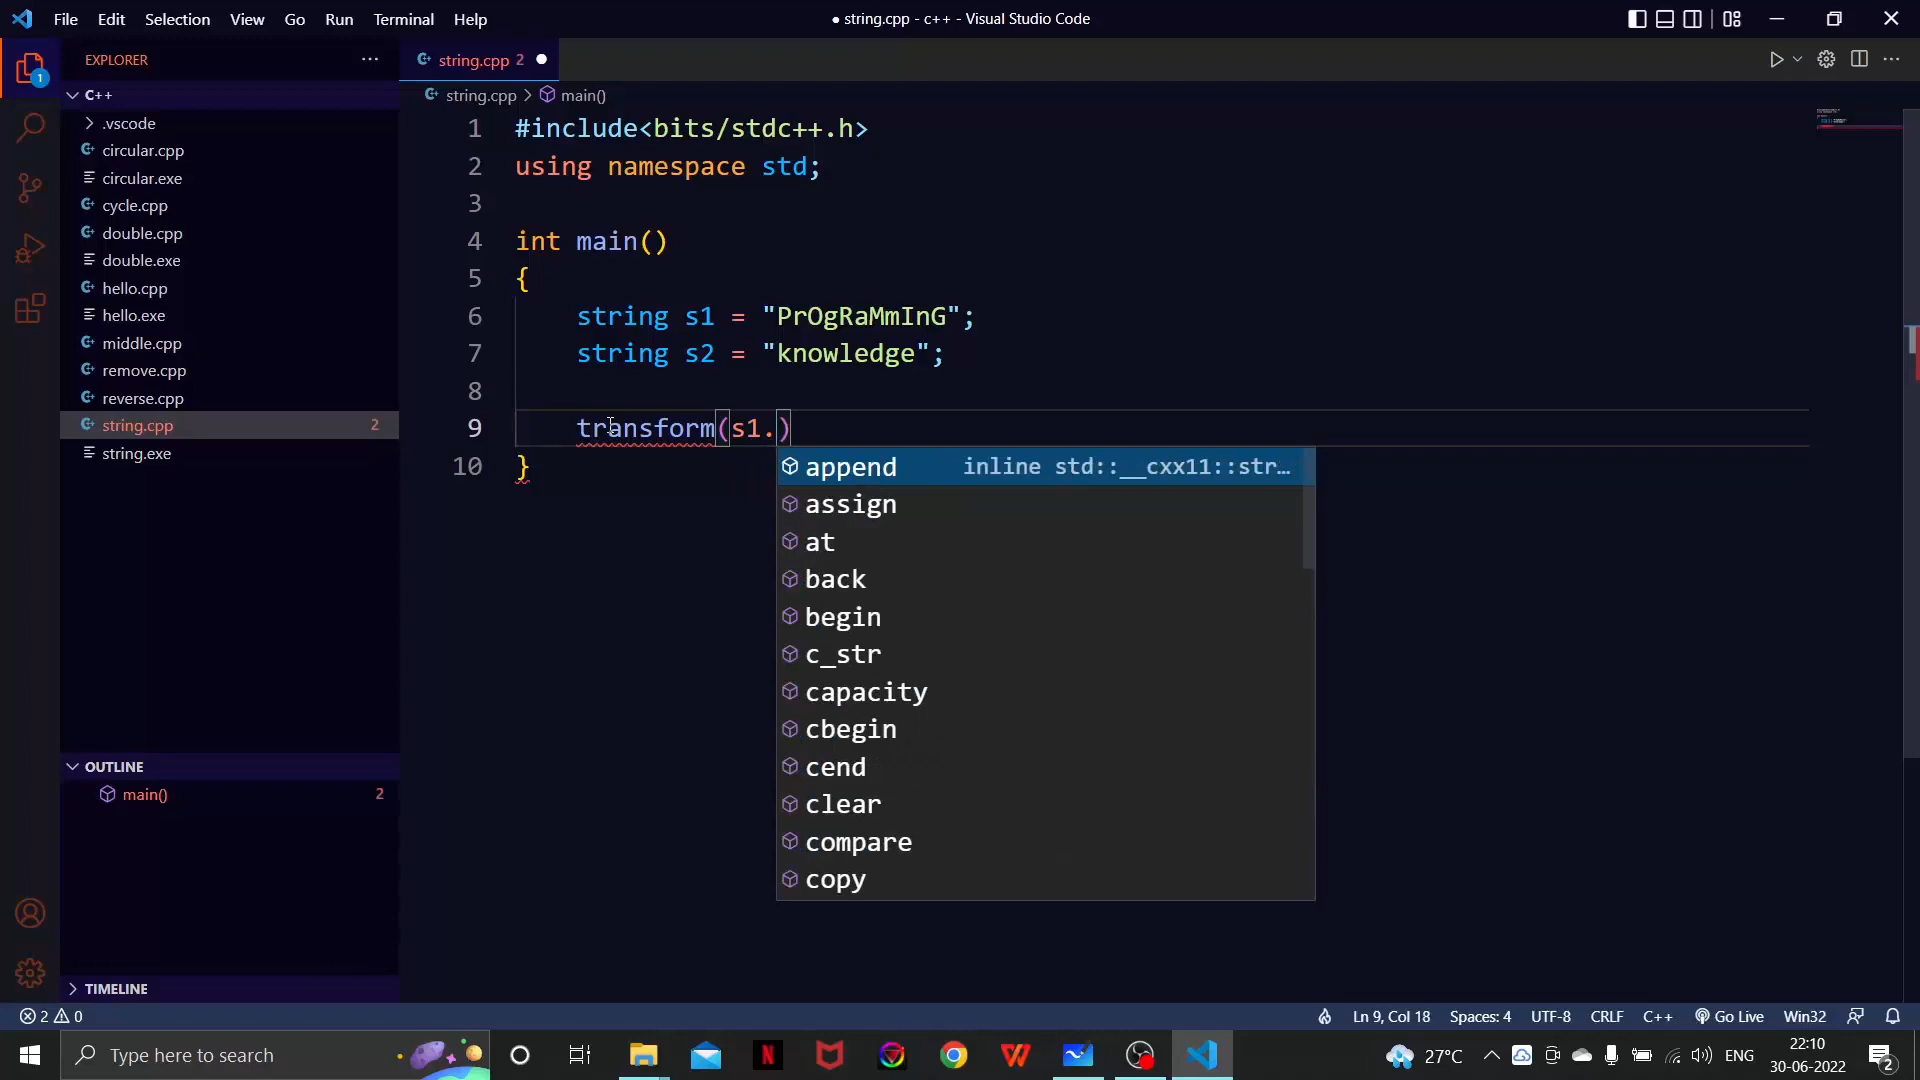 File Edit Selection View Go Run Terminal Help
● string.cpp - c++ - Visual Studio Code
EXPLORER
string.cpp 2
C++
string.cpp > main()
.vscode
circular.cpp
circular.exe
cycle.cpp
double.cpp
double.exe
hello.cpp
hello.exe
middle.cpp
remove.cpp
reverse.cpp
string.cpp 2
string.exe
1 #include<bits/stdc++.h>
2 using namespace std;
3
4 int main()
5 {
6 string s1 = "PrOgRaMmInG";
7 string s2 = "knowledge";
8
9 transform(s1.)
10 }
append inline std::__cxx11::str…
assign
at
back
begin
c_str
capacity
cbegin
cend
clear
compare
copy
OUTLINE
main() 2
TIMELINE
1
2 0
Ln 9, Col 18 Spaces: 4 UTF-8 CRLF C++ Go Live Win32
Type here to search
27°C
ENG
22:10
30-06-2022
2